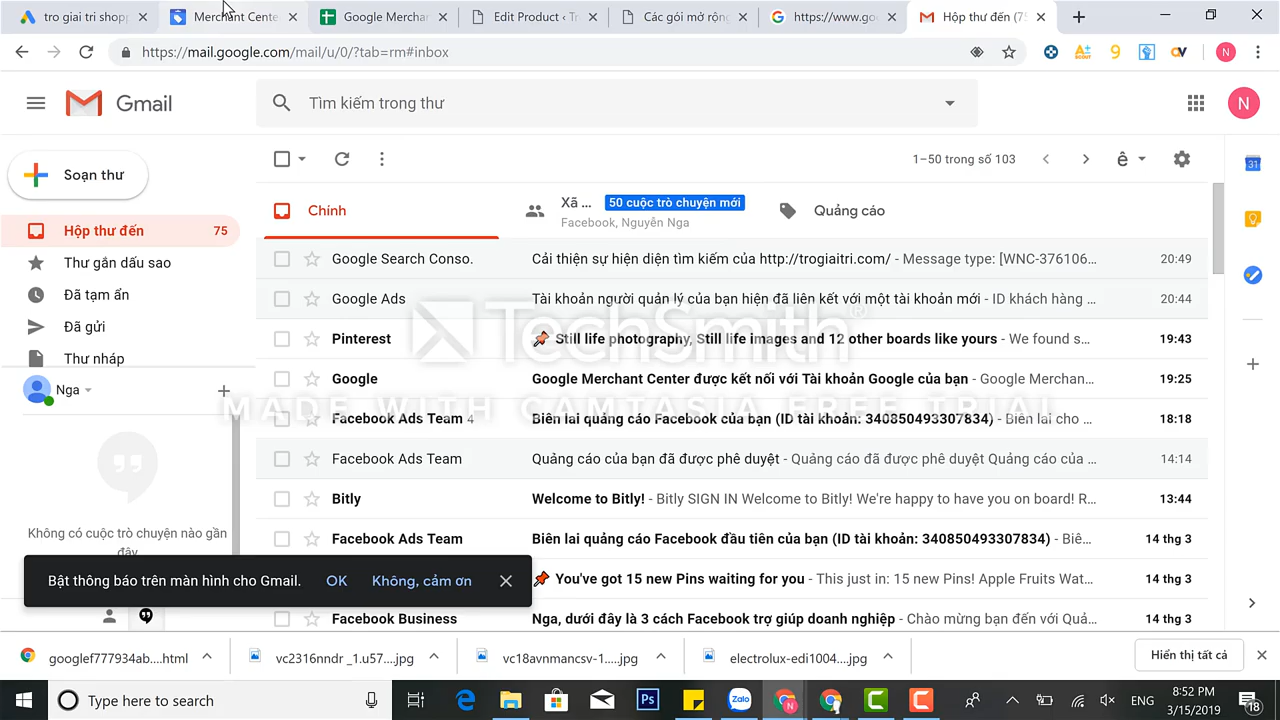 tro giai tri shopp
Merchant Cente
Google Merchar
Edit Product ‹ Tr
Các gói mở rộng
https://www.goo
Hộp thư đến (75
https://mail.google.com/mail/u/0/?tab=rm#inbox
N
Gmail
Tìm kiếm trong thư
N
Soạn thư
1–50 trong số 103
ê
Chính
Xã ...
50 cuộc trò chuyện mới
Facebook, Nguyễn Nga
Quảng cáo
Hộp thư đến 75
Thư gắn dấu sao
Đã tạm ẩn
Đã gửi
Thư nháp
Nga
Không có cuộc trò chuyện nào gần
đây
Google Search Conso. Cải thiện sự hiện diện tìm kiếm của http://trogiaitri.com/ - Message type: [WNC-376106… 20:49
Google Ads Tài khoản người quản lý của bạn hiện đã liên kết với một tài khoản mới - ID khách hàng … 20:44
Pinterest Still life photography, Still life images and 12 other boards like yours - We found s… 19:43
Google Google Merchant Center được kết nối với Tài khoản Google của bạn - Google Merchan… 19:25
Facebook Ads Team 4 Biên lai quảng cáo Facebook của bạn (ID tài khoản: 340850493307834) - Biên lai cho … 18:18
Facebook Ads Team Quảng cáo của bạn đã được phê duyệt - Quảng cáo đã được phê duyệt Quảng cáo của … 14:14
Bitly Welcome to Bitly! - Bitly SIGN IN Welcome to Bitly! We're happy to have you on board! R… 13:44
Facebook Ads Team Biên lai quảng cáo Facebook đầu tiên của bạn (ID tài khoản: 340850493307834) - Biê… 14 thg 3
You've got 15 new Pins waiting for you - This just in: 15 new Pins! Apple Fruits Wat… 14 thg 3
Facebook Business Nga, dưới đây là 3 cách Facebook trợ giúp doanh nghiệp - Chào mừng bạn đến với Quả… 14 thg 3
TechSmith®
MADE WITH CAMTASIA FREE TRIAL
Bật thông báo trên màn hình cho Gmail. OK Không, cảm ơn
googlef777934ab....html
vc2316nndr _1.u57....jpg
vc18avnmancsv-1.....jpg
electrolux-edi1004....jpg
Hiển thị tất cả
Type here to search
Ps
Zalo
N
ENG
8:52 PM
3/15/2019
18